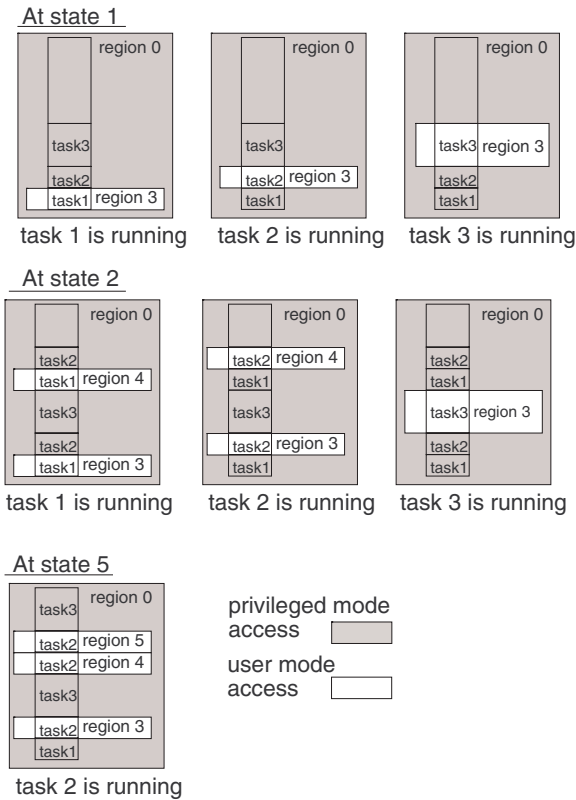 At state 1
region 0
task3
task2
task1 region 3
task 1 is running
region 0
task3
task2 region 3
task1
task 2 is running
region 0
task3 region 3
task2
task1
task 3 is running
At state 2
region 0
task2
task1 region 4
task3
task2
task1 region 3
task 1 is running
region 0
task2 region 4
task1
task3
task2 region 3
task1
task 2 is running
region 0
task2
task1
task3 region 3
task2
task1
task 3 is running
At state 5
region 0
task3
task2 region 5
task2 region 4
task3
task2 region 3
task1
task 2 is running
privileged mode
access
user mode
access